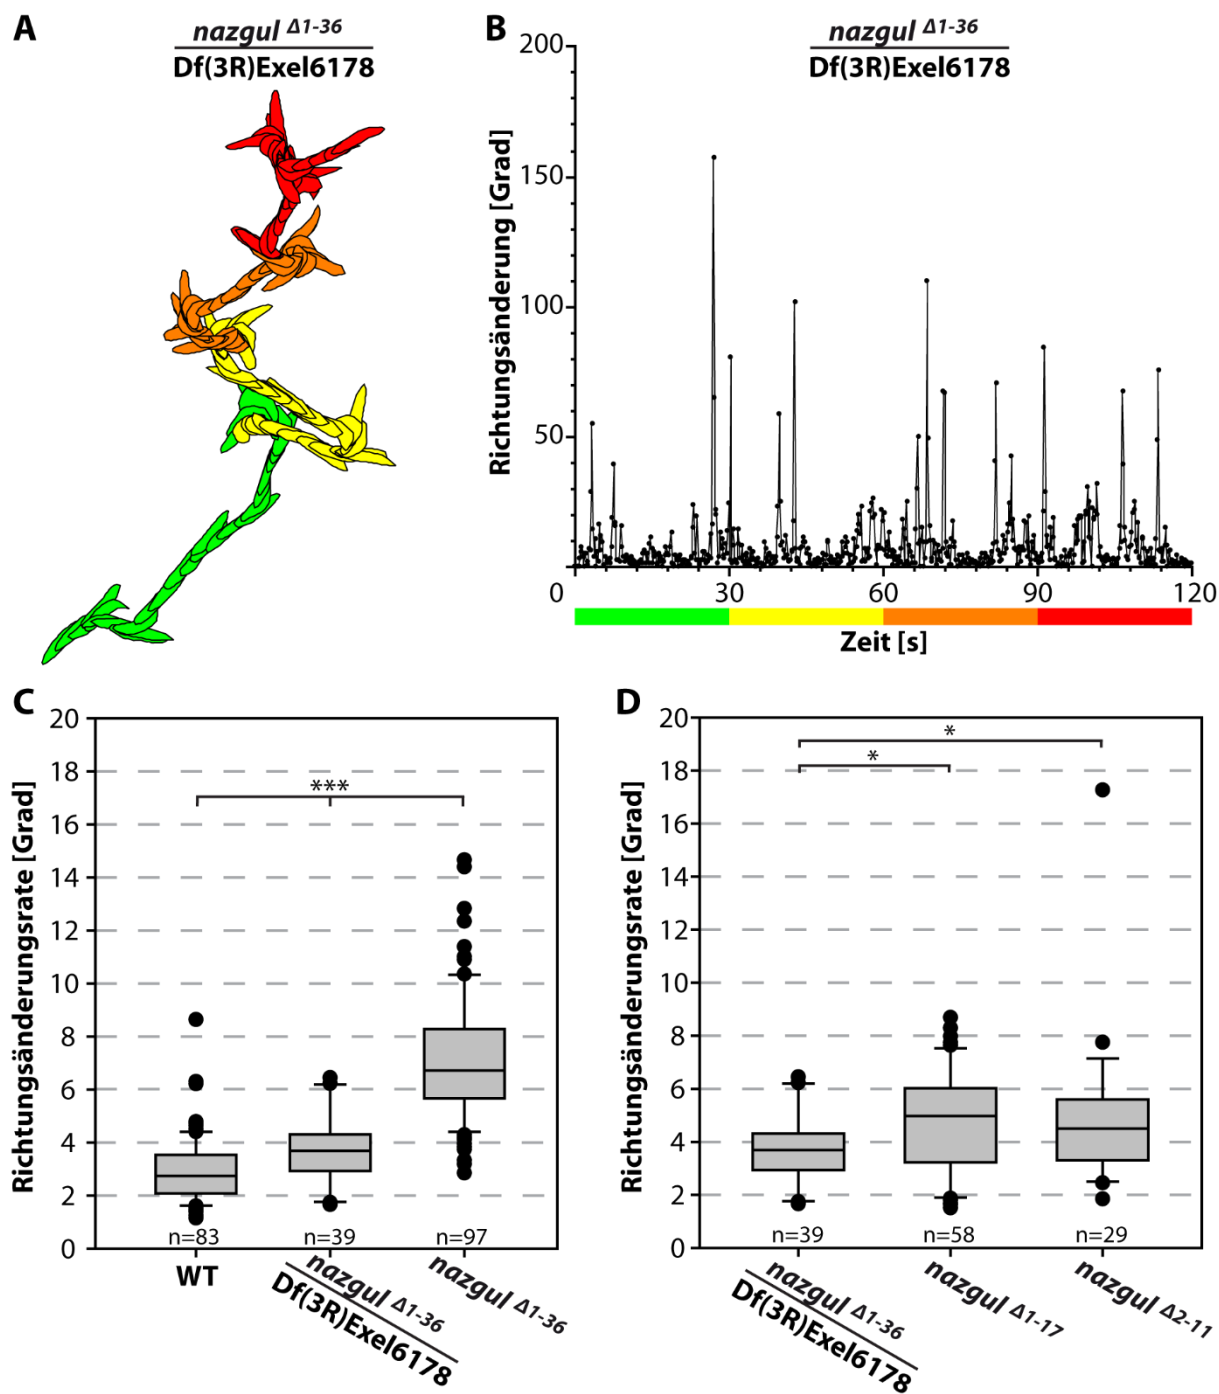 A
nazgul Δ1-36
Df(3R)Exel6178
B
nazgul Δ1-36
Df(3R)Exel6178
Richtungsänderung [Grad]
200
150
100
50
0 30 60 90 120
Zeit [s]
C
Richtungsänderungsrate [Grad]
20
18
16
14
12
10
8
6
4
2
0
***
n=83 n=39 n=97
WT
nazgul Δ1-36
Df(3R)Exel6178
nazgul Δ1-36
D
Richtungsänderungsrate [Grad]
20
18
16
14
12
10
8
6
4
2
0
*
*
n=39 n=58 n=29
nazgul Δ1-36
Df(3R)Exel6178
nazgul Δ1-17
nazgul Δ2-11